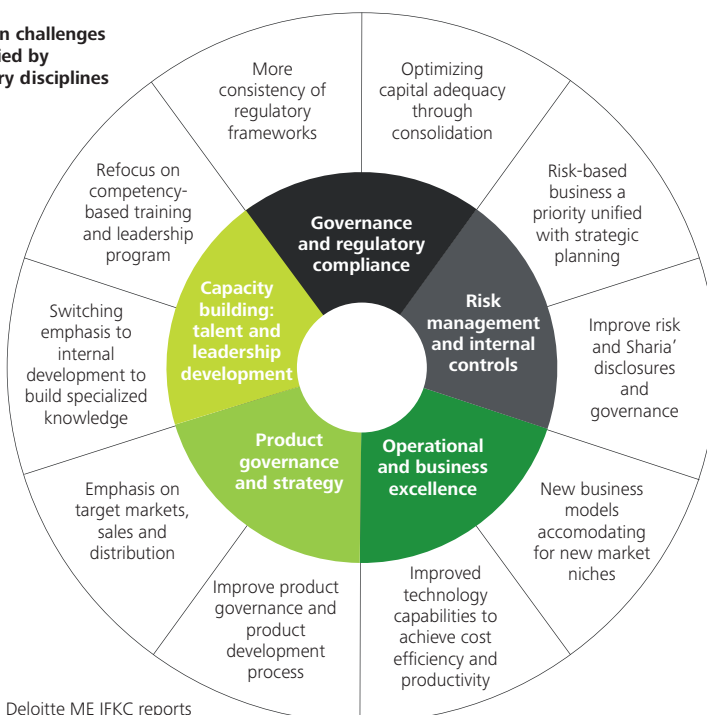 n challenges
ied by
ry disciplines
More
consistency of
regulatory
frameworks
Optimizing
capital adequacy
through
consolidation
Risk-based
business a
priority unified
with strategic
planning
Improve risk
and Sharia’
disclosures
and
governance
New business
models
accomodating
for new market
niches
Improved
technology
capabilities to
achieve cost
efficiency and
productivity
Improve product
governance and
product
development
process
Emphasis on
target markets,
sales and
distribution
Switching
emphasis to
internal
development to
build specialized
knowledge
Refocus on
competency-
based training
and leadership
program
Governance
and regulatory
compliance
Risk
management
and internal
controls
Operational
and business
excellence
Product
governance
and strategy
Capacity
building:
talent and
leadership
development
Deloitte ME IFKC reports